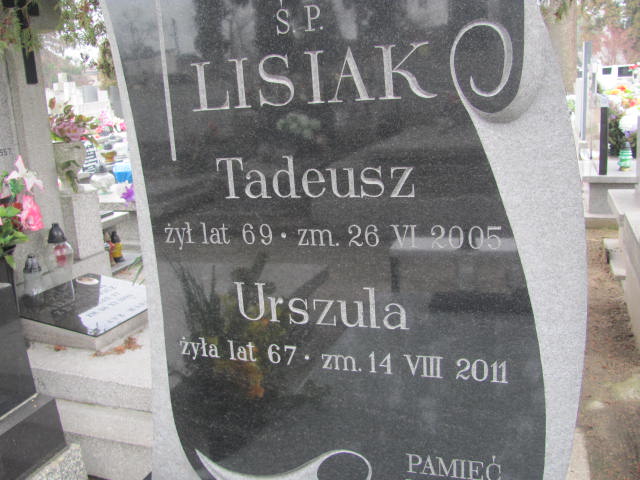 Ś. P.
LISIAK
Tadeusz
żył lat 69 · zm. 26 VI 2005
Urszula
żyła lat 67 · zm. 14 VIII 2011
PAMIĘĆ